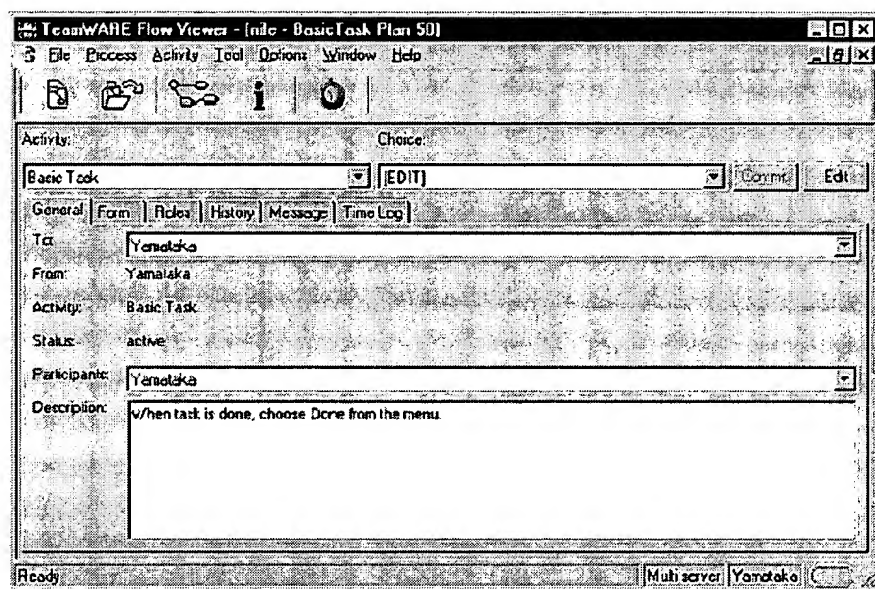 TeamWARE Flow Viewer - [nile - BasicTask Plan 50]
File Process Activity Tool Options Window Help
Activity: Choice:
Basic Task [EDIT] Commit Edit
General Form Roles History Message Time Log
To: Yamataka
From: Yamataka
Activity: Basic Task
Status: active
Participants: Yamataka
Description: When task is done, choose Done from the menu.
Ready Multi server Yamataka